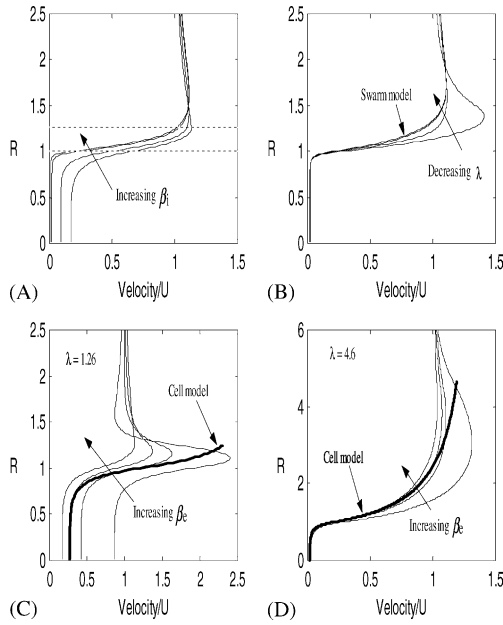 2.5
2
1.5
R
1
0.5
0
Increasing βi
0 0.5 1 1.5
Velocity/U
(A)
2.5
2
1.5
R
1
0.5
0
Swarm model
Decreasing λ
0 0.5 1 1.5
Velocity/U
(B)
2.5
2
1.5
R
1
0.5
0
λ = 1.26
Cell model
Increasing βe
0 0.5 1 1.5 2 2.5
Velocity/U
(C)
6
4
R
2
0
λ = 4.6
Cell model
Increasing βe
0 0.5 1 1.5
Velocity/U
(D)